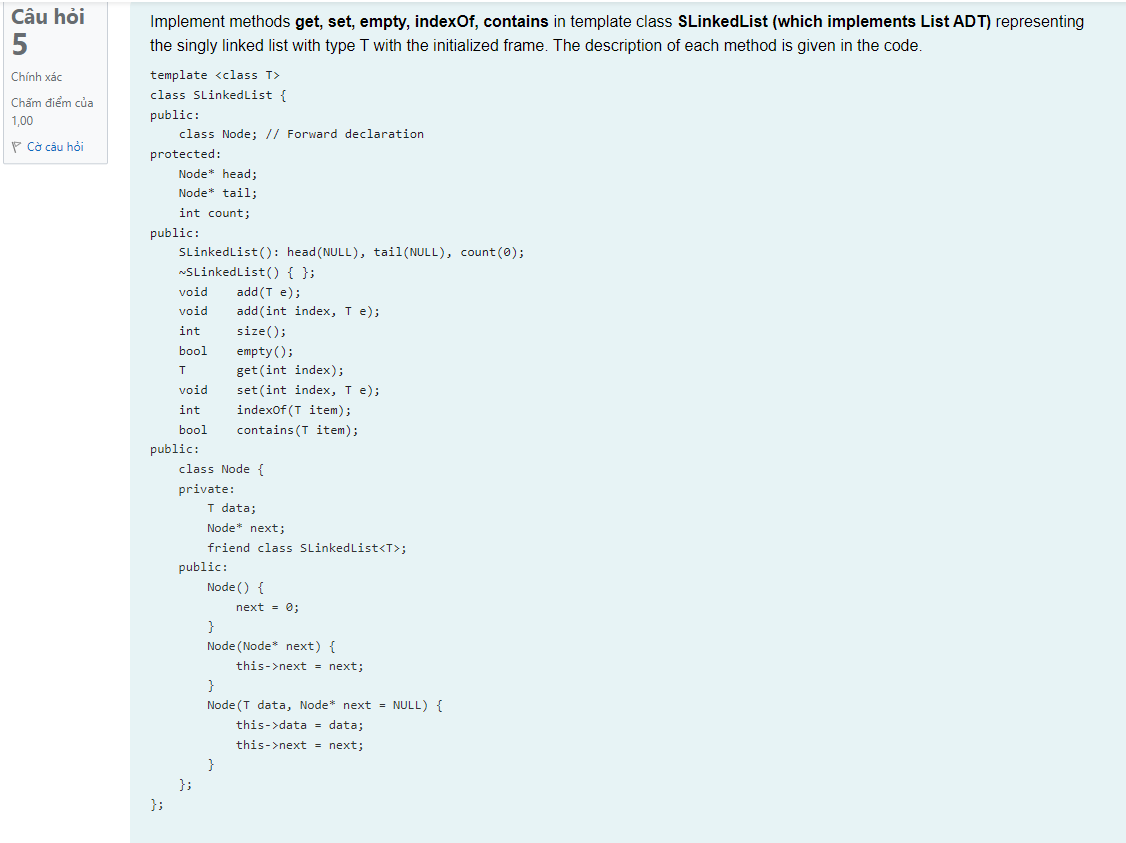 Câu hỏi
5
Chính xác
Chấm điểm của
1,00
Cờ câu hỏi
Implement methods get, set, empty, indexOf, contains in template class SLinkedList (which implements List ADT) representing
the singly linked list with type T with the initialized frame. The description of each method is given in the code.
template <class T>
class SLinkedList {
public:
    class Node; // Forward declaration
protected:
    Node* head;
    Node* tail;
    int count;
public:
    SLinkedList(): head(NULL), tail(NULL), count(0);
    ~SLinkedList() { };
    void    add(T e);
    void    add(int index, T e);
    int     size();
    bool    empty();
    T       get(int index);
    void    set(int index, T e);
    int     indexOf(T item);
    bool    contains(T item);
public:
    class Node {
    private:
        T data;
        Node* next;
        friend class SLinkedList<T>;
    public:
        Node() {
            next = 0;
        }
        Node(Node* next) {
            this->next = next;
        }
        Node(T data, Node* next = NULL) {
            this->data = data;
            this->next = next;
        }
    };
};